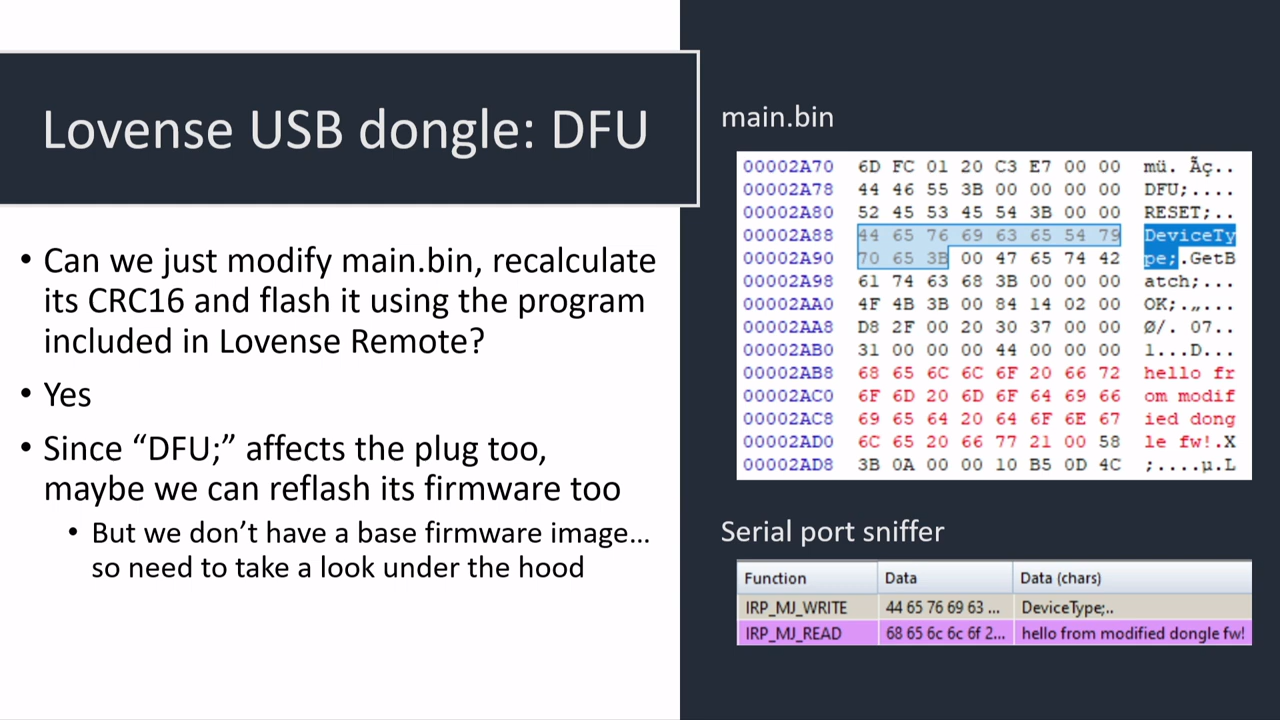 Lovense USB dongle: DFU
• Can we just modify main.bin, recalculate
its CRC16 and flash it using the program
included in Lovense Remote?
• Yes
• Since “DFU;” affects the plug too,
maybe we can reflash its firmware too
• But we don’t have a base firmware image…
so need to take a look under the hood
main.bin
00002A70 6D FC 01 20 C3 E7 00 00 mü. Ãç..
00002A78 44 46 55 3B 00 00 00 00 DFU;....
00002A80 52 45 53 45 54 3B 00 00 RESET;..
00002A88 44 65 76 69 63 65 54 79 DeviceTy
00002A90 70 65 3B 00 47 65 74 42 pe;.GetB
00002A98 61 74 63 68 3B 00 00 00 atch;...
00002AA0 4F 4B 3B 00 84 14 02 00 OK;.„...
00002AA8 D8 2F 00 20 30 37 00 00 Ø/. 07..
00002AB0 31 00 00 00 44 00 00 00 1...D...
00002AB8 68 65 6C 6C 6F 20 66 72 hello fr
00002AC0 6F 6D 20 6D 6F 64 69 66 om modif
00002AC8 69 65 64 20 64 6F 6E 67 ied dong
00002AD0 6C 65 20 66 77 21 00 58 le fw!.X
00002AD8 3B 0A 00 00 10 B5 0D 4C ;....µ.L
Serial port sniffer
Function Data Data (chars)
IRP_MJ_WRITE 44 65 76 69 63 ... DeviceType;..
IRP_MJ_READ 68 65 6c 6c 6f 2... hello from modified dongle fw!